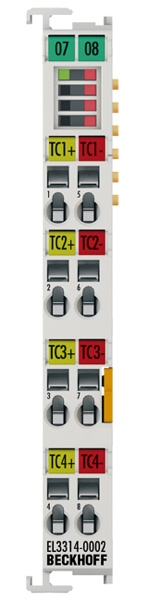 07 08
TC1+ TC1-
1 5
TC2+ TC2-
2 6
TC3+ TC3-
3 7
TC4+ TC4-
4 8
EL3314-0002
BECKHOFF